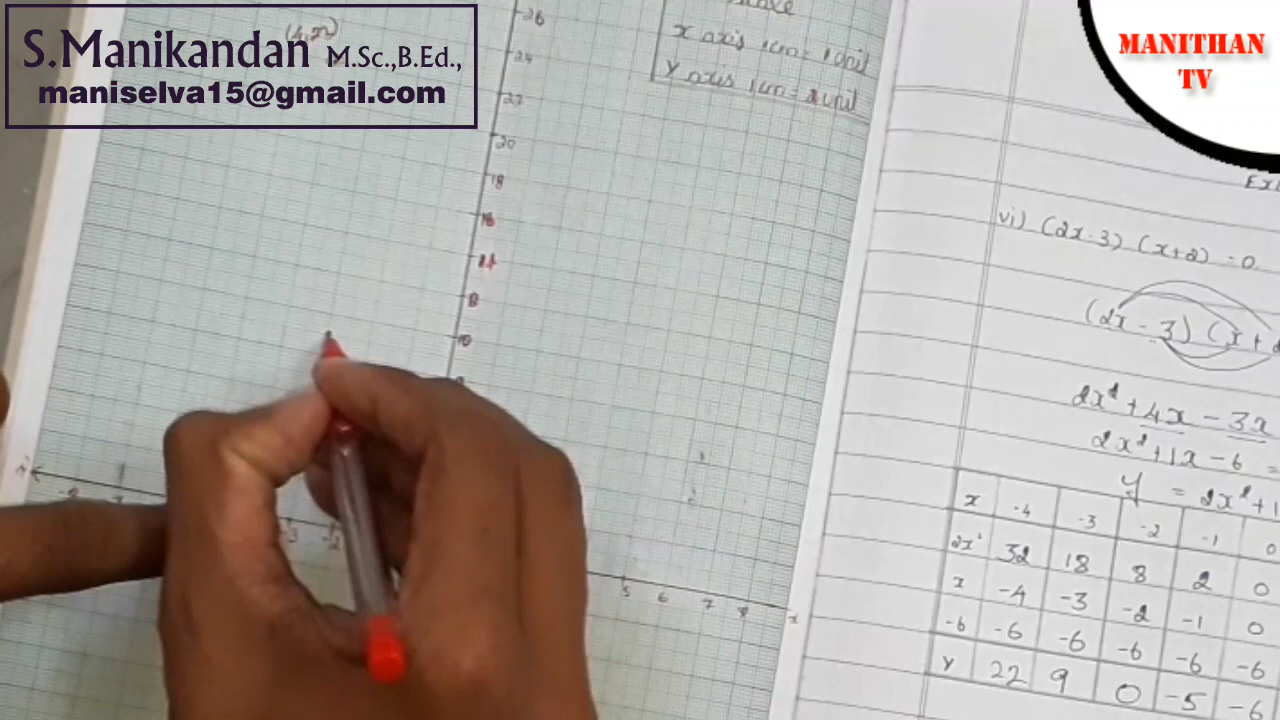 S.Manikandan M.Sc.,B.Ed.,
maniselva15@gmail.com
MANITHAN
TV
x axis 1cm = 1 unit
y axis 1cm = 2 unit
26
24
22
20
18
16
14
8
10
-3 -2
5 6 7 8 x
vi) (2x-3) (x+2) = 0.
(2x - 3) (x +
2x² + 4x - 3x
2x² + 1x - 6 =
y = 2x² + 1
x -4 -3 -2 -1 0
2x² 32 18 8 2 0
x -4 -3 -2 -1 0
-6 -6 -6 -6 -6 -6
y 22 9 0 -5 -6